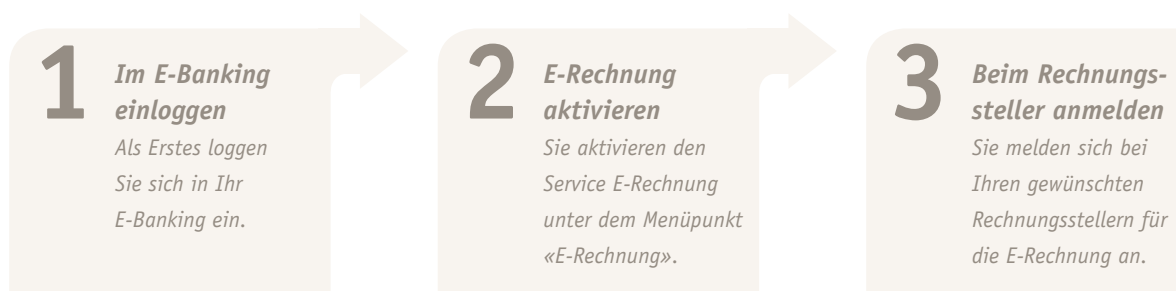 1
Im E-Banking
einloggen
Als Erstes loggen
Sie sich in Ihr
E-Banking ein.
2
E-Rechnung
aktivieren
Sie aktivieren den
Service E-Rechnung
unter dem Menüpunkt
«E-Rechnung».
3
Beim Rechnungs-
steller anmelden
Sie melden sich bei
Ihren gewünschten
Rechnungsstellern für
die E-Rechnung an.